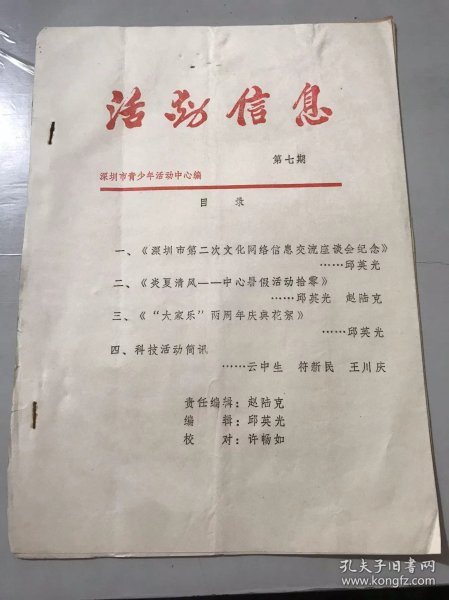 活动信息
第七期
深圳市青少年活动中心编
目 录
一、《深圳市第二次文化网络信息交流座谈会纪念》
……邱英光
二、《炎夏清风——中心暑假活动拾零》
……邱英光 赵陆克
三、《“大家乐”两周年庆典花絮》
……邱英光
四、科技活动简讯
……云中生 符新民 王川庆
责任编辑：赵陆克
编 辑：邱英光
校 对：许畅如
孔夫子旧书网
www.kongfz.com